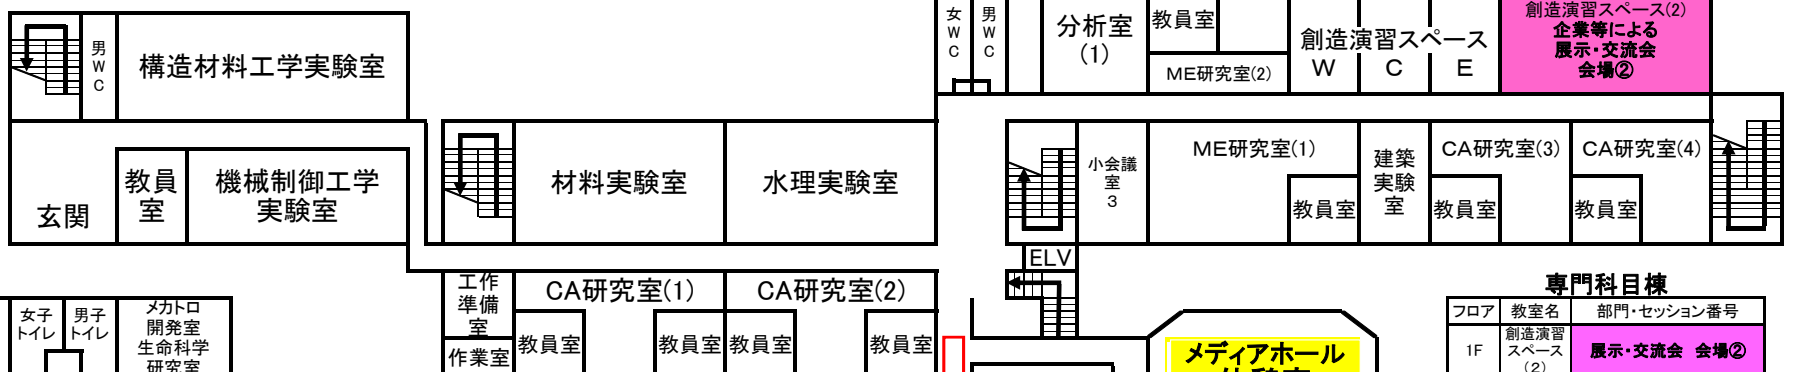 女
W
C
男
W
C
分析室
(1)
教員室
ME研究室(2)
創造演習スペース
W C E
創造演習スペース(2)
企業等による
展示・交流会
会場②
男
W
C
構造材料工学実験室
玄関
教員
室
機械制御工学
実験室
材料実験室
水理実験室
小会議
室
3
ME研究室(1)
教員室
建築
実験
室
CA研究室(3)
教員室
CA研究室(4)
教員室
ELV
工作
準備
室
作業室
CA研究室(1)
教員室
教員室
CA研究室(2)
教員室
教員室
女子
トイレ
男子
トイレ
メカトロ
開発室
生命科学
研究室
メディアホール
専門科目棟
フロア 教室名 部門・セッション番号
1F
創造演習
スペース
(2)
展示・交流会 会場②